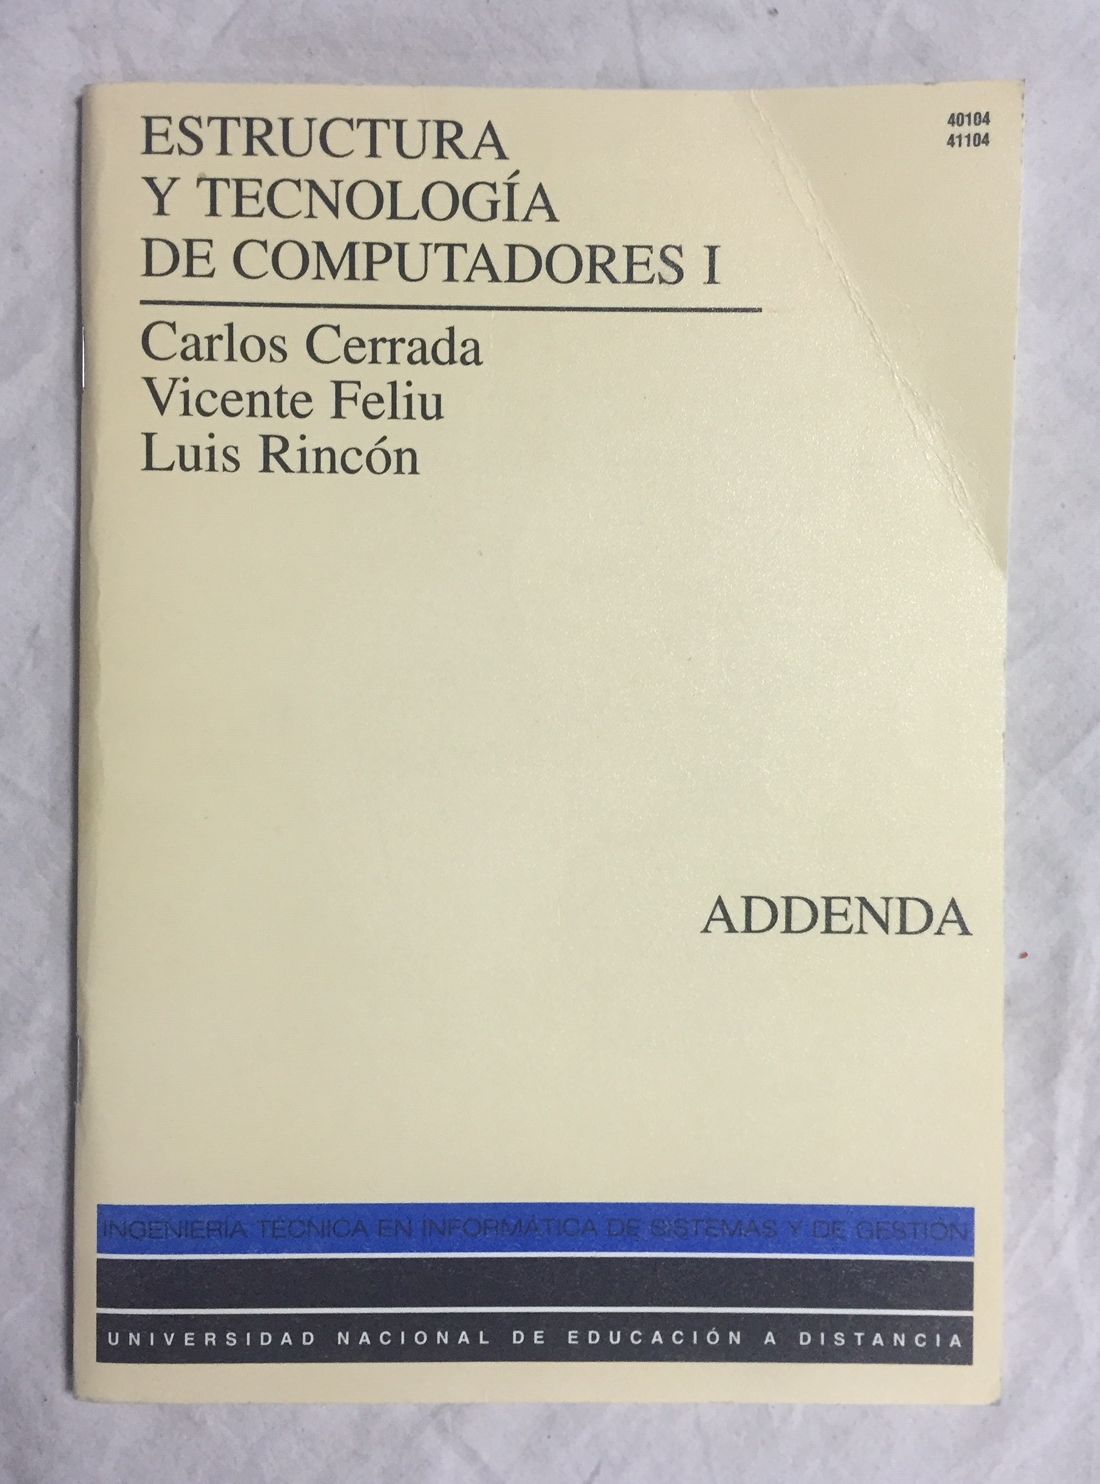 40104
41104
ESTRUCTURA
Y TECNOLOGÍA
DE COMPUTADORES I
Carlos Cerrada
Vicente Feliu
Luis Rincón
ADDENDA
INGENIERÍA TÉCNICA EN INFORMÁTICA DE SISTEMAS Y DE GESTIÓN
UNIVERSIDAD NACIONAL DE EDUCACIÓN A DISTANCIA